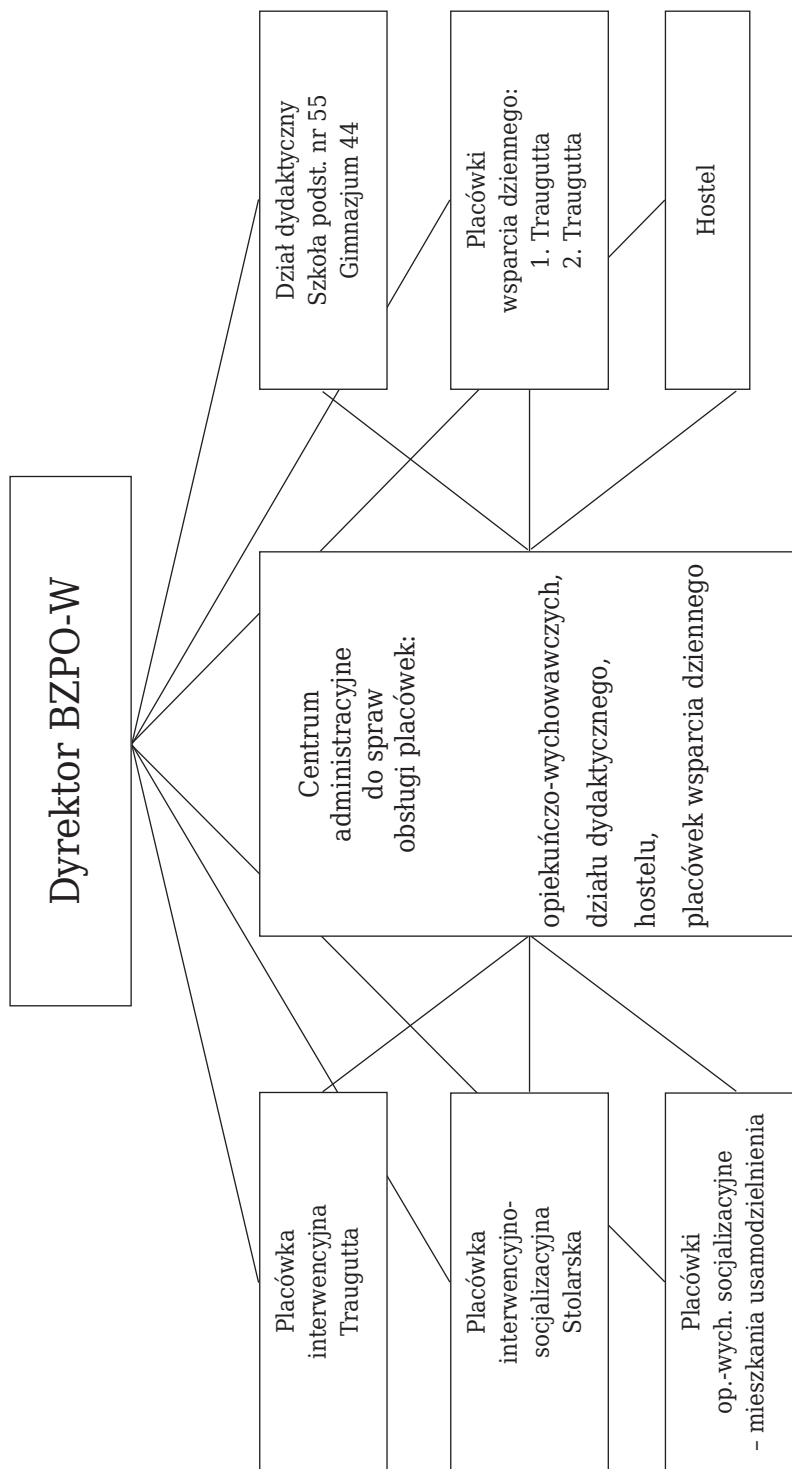 Dyrektor BZPO-W
Placówka
interwencyjna
Traugutta
Placówka
interwencyjno-
socjalizacyjna
Stolarska
Placówki
op.-wych. socjalizacyjne
– mieszkania usamodzielnienia
Centrum
administracyjne
do spraw
obsługi placówek:
opiekuńczo-wychowawczych,
działu dydaktycznego,
hostelu,
placówek wsparcia dziennego
Dział dydaktyczny
Szkoła podst. nr 55
Gimnazjum 44
Placówki
wsparcia dziennego:
1. Traugutta
2. Traugutta
Hostel